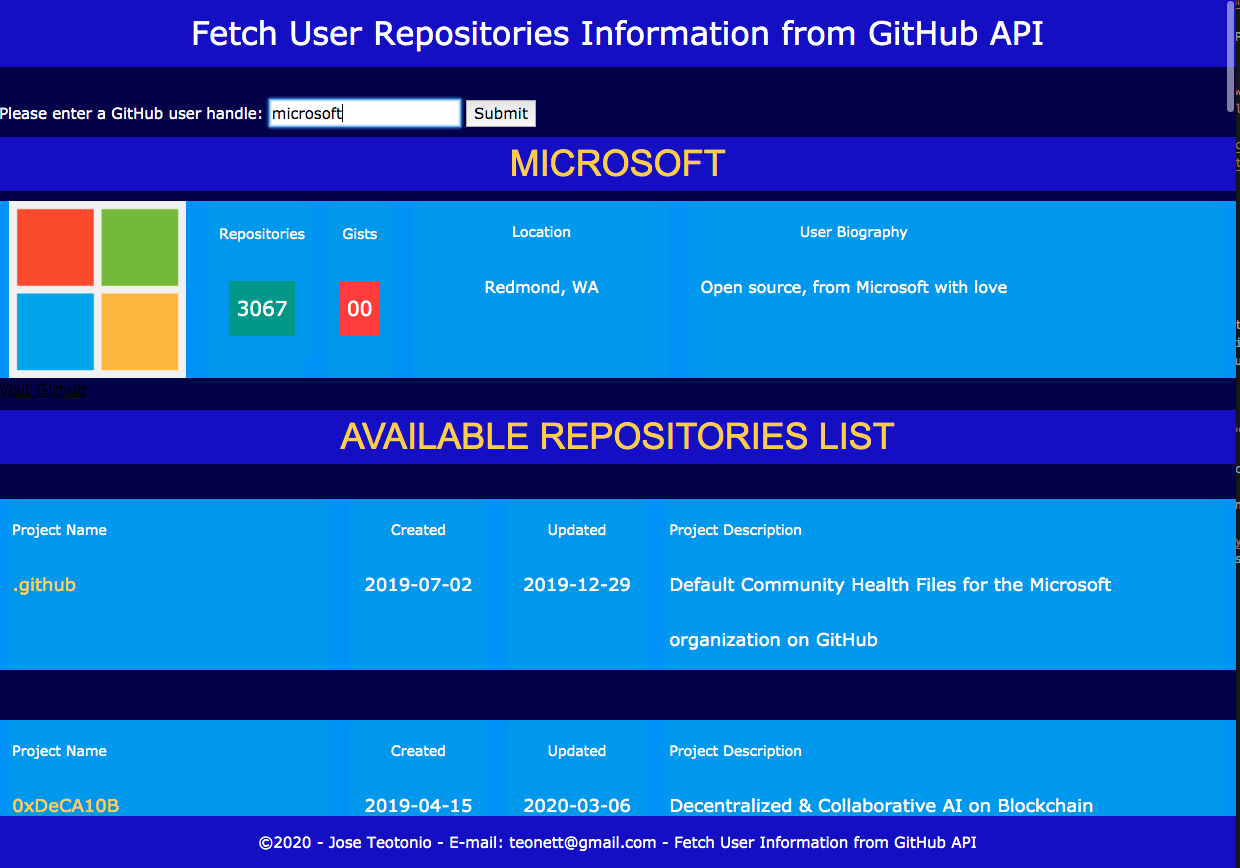 Fetch User Repositories Information from GitHub API
Please enter a GitHub user handle: microsoft Submit
MICROSOFT
Repositories Gists Location User Biography
3067 00 Redmond, WA Open source, from Microsoft with love
Visit Github
AVAILABLE REPOSITORIES LIST
Project Name Created Updated Project Description
.github 2019-07-02 2019-12-29 Default Community Health Files for the Microsoft
organization on GitHub
Project Name Created Updated Project Description
0xDeCA10B 2019-04-15 2020-03-06 Decentralized & Collaborative AI on Blockchain
©2020 - Jose Teotonio - E-mail: teonett@gmail.com - Fetch User Information from GitHub API